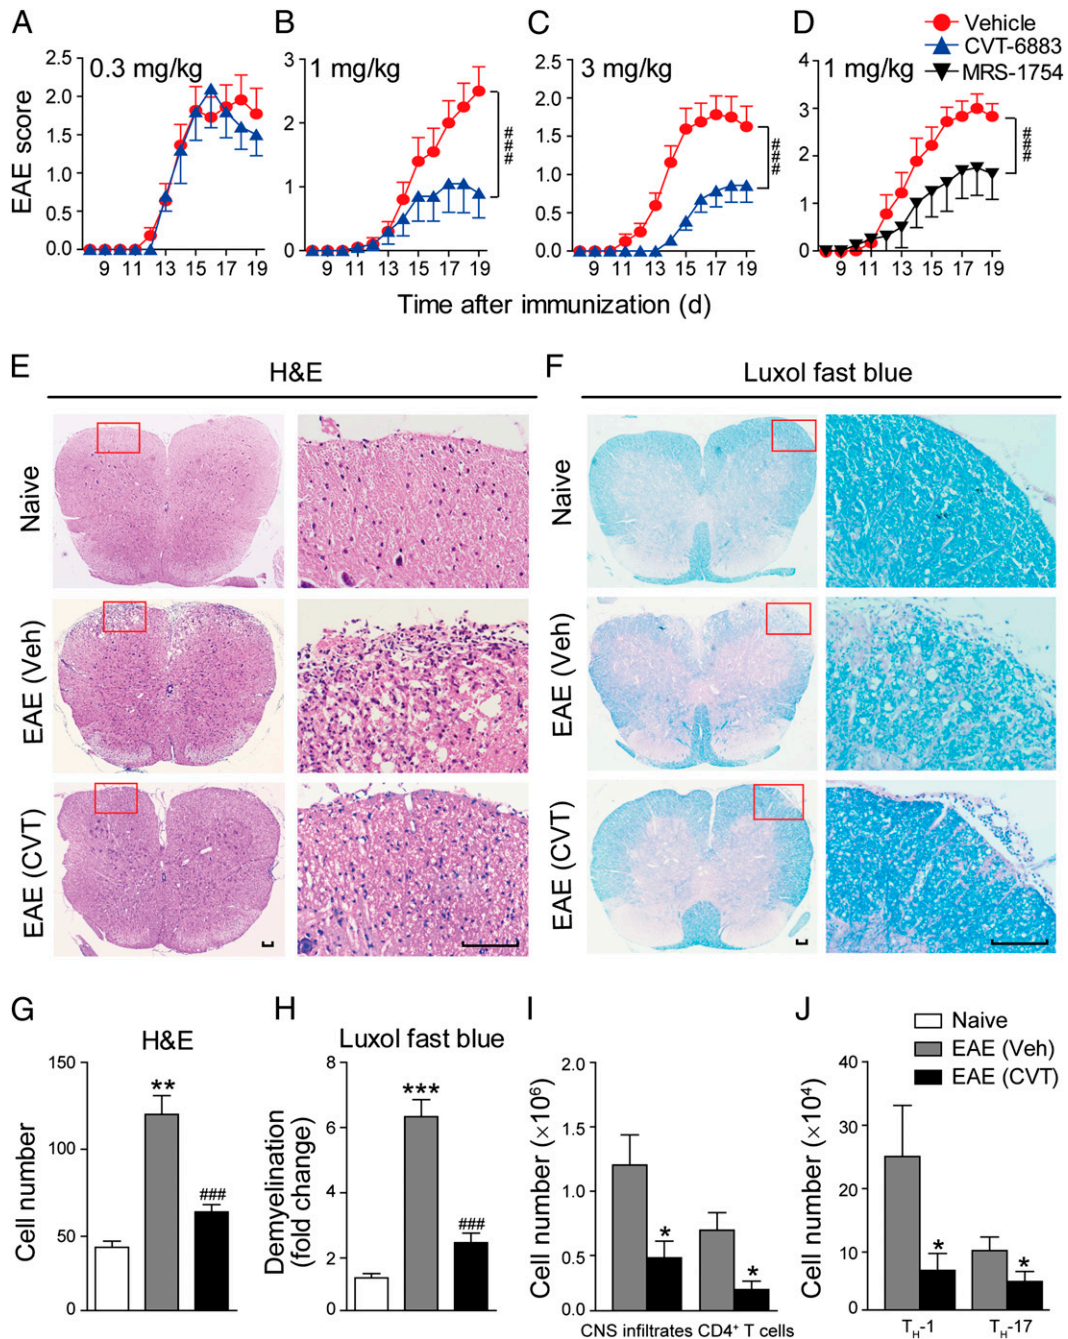 A
B
C
D
Vehicle
CVT-6883
MRS-1754
0.3 mg/kg
1 mg/kg
3 mg/kg
1 mg/kg
EAE score
2.5
2.0
1.5
1.0
0.5
0.0
9 11 13 15 17 19
3
2
1
0
9 11 13 15 17 19
###
2.5
2.0
1.5
1.0
0.5
0.0
9 11 13 15 17 19
###
4
3
2
1
0
9 11 13 15 17 19
###
Time after immunization (d)
E
H&E
F
Luxol fast blue
Naive
EAE (Veh)
EAE (CVT)
Naive
EAE (Veh)
EAE (CVT)
G
H&E
Cell number
150
100
50
0
**
###
H
Luxol fast blue
Demyelination
(fold change)
8
6
4
2
0
***
###
I
Cell number (×10⁶)
2.0
1.5
1.0
0.5
0.0
*
*
CNS infiltrates CD4⁺ T cells
J
Naive
EAE (Veh)
EAE (CVT)
Cell number (×10⁴)
40
30
20
10
0
*
*
T_H-1 T_H-17